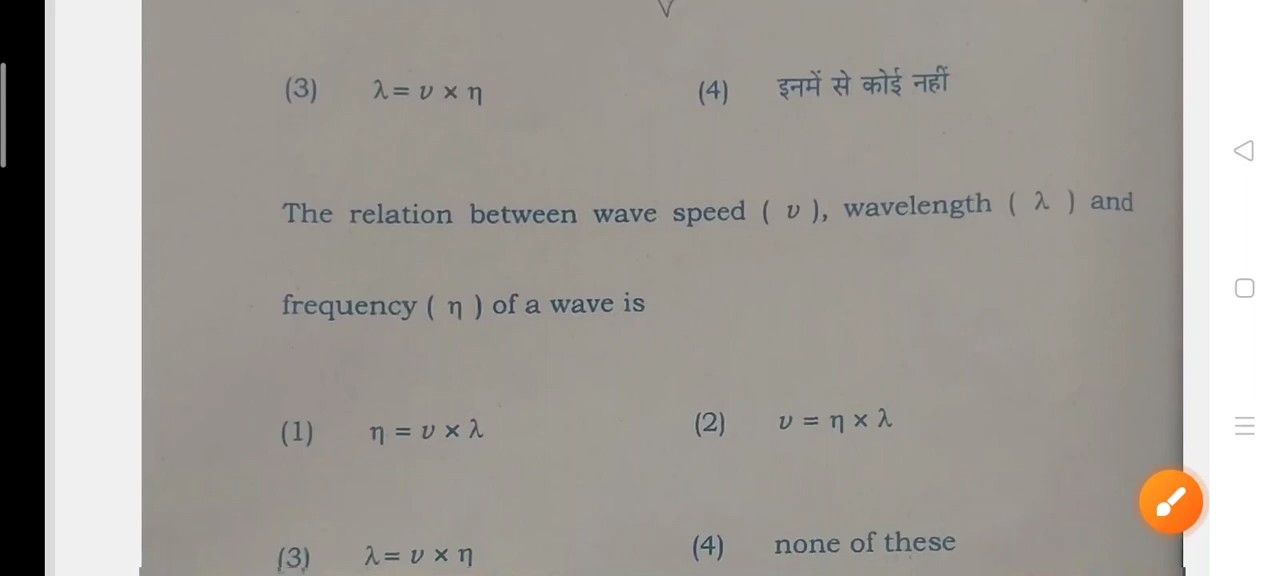 (3) λ = υ × η (4) इनमें से कोई नहीं
The relation between wave speed ( υ ), wavelength ( λ ) and
frequency ( η ) of a wave is
(1) η = υ × λ (2) υ = η × λ
(3) λ = υ × η (4) none of these